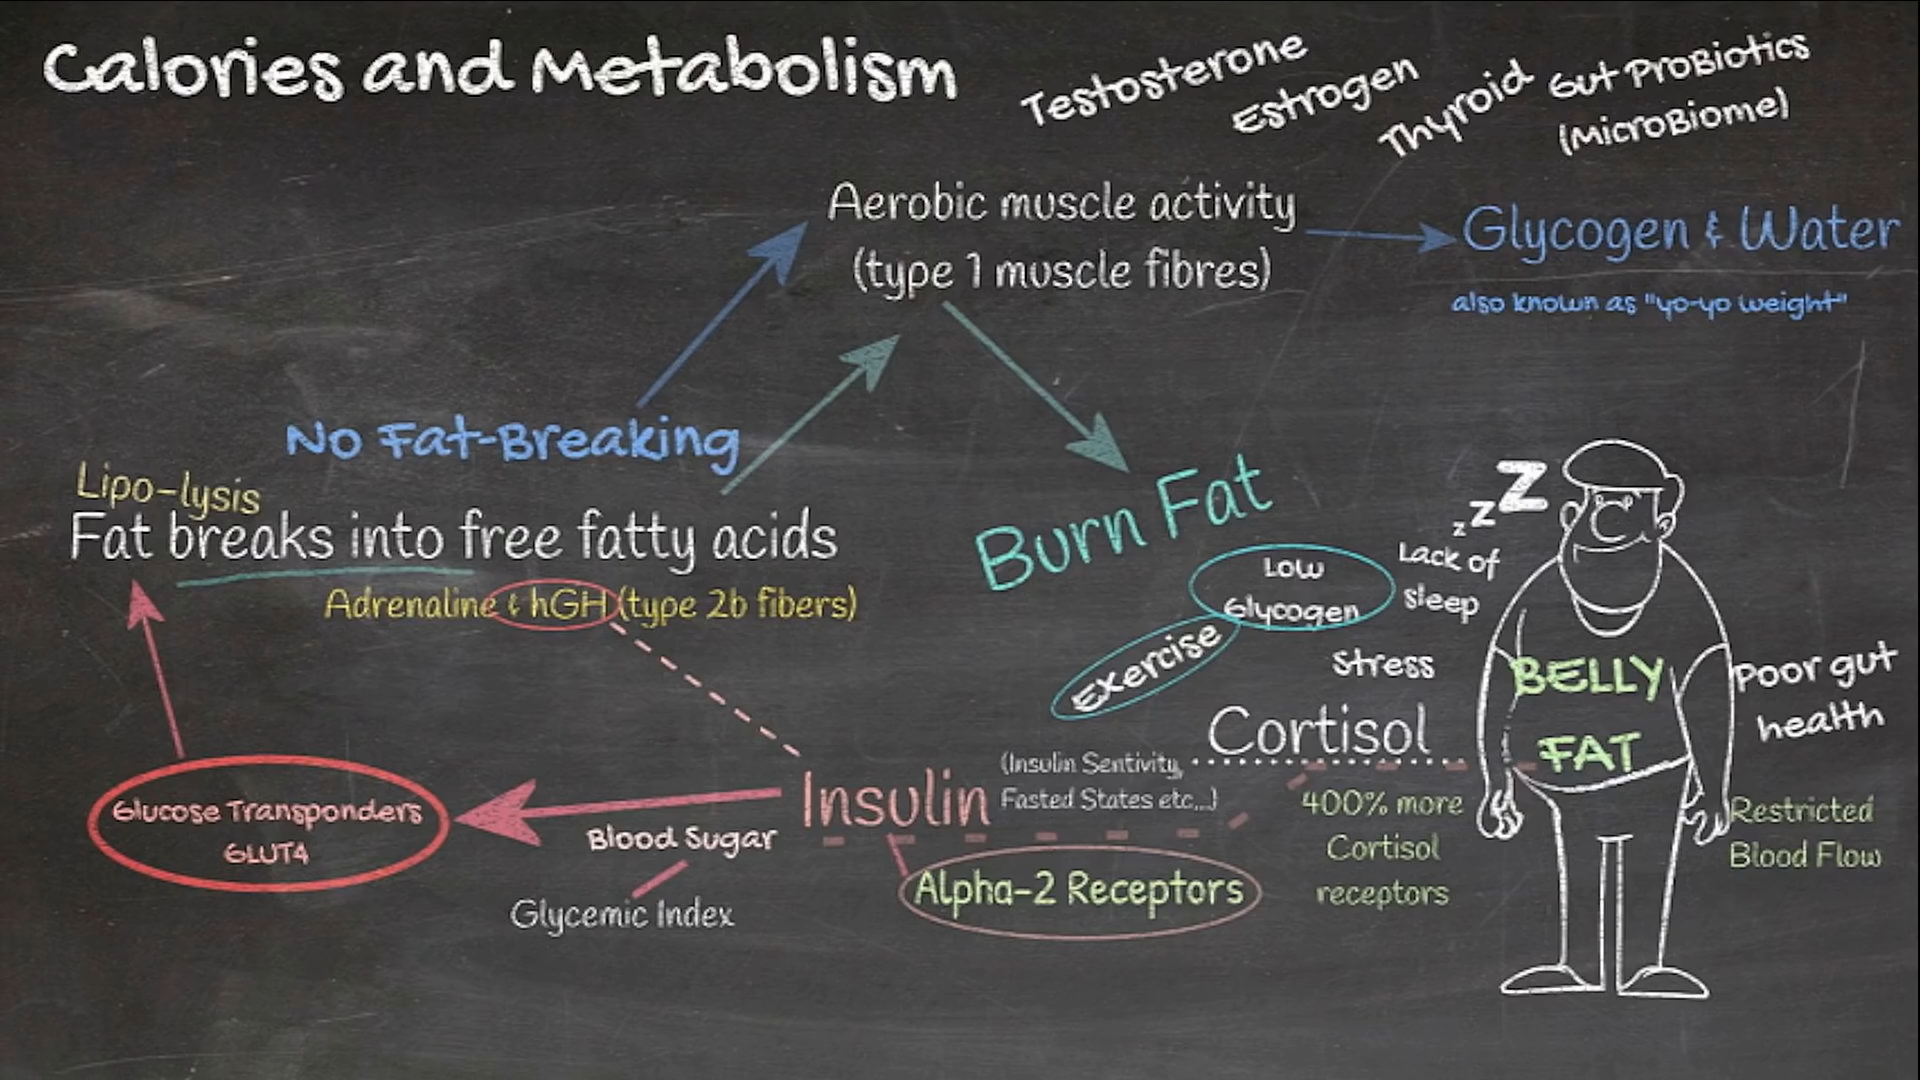 Calories and Metabolism
Testosterone
Estrogen
Thyroid
Gut ProBiotics
(MicroBiome)
Aerobic muscle activity
(type 1 muscle fibres)
Glycogen & Water
also known as "yo-yo weight"
No Fat-Breaking
Lipo-lysis
Fat breaks into free fatty acids
Adrenaline & hGH (type 2b fibers)
Burn Fat
Low
Glycogen
Exercise
z z Z
Lack of
sleep
Stress
Cortisol
BELLY
FAT
Poor gut
health
Glucose Transponders
GLUT4
Blood Sugar
Glycemic Index
Insulin
(Insulin Sentivity,
Fasted States etc...)
Alpha-2 Receptors
400% more
Cortisol
receptors
Restricted
Blood Flow